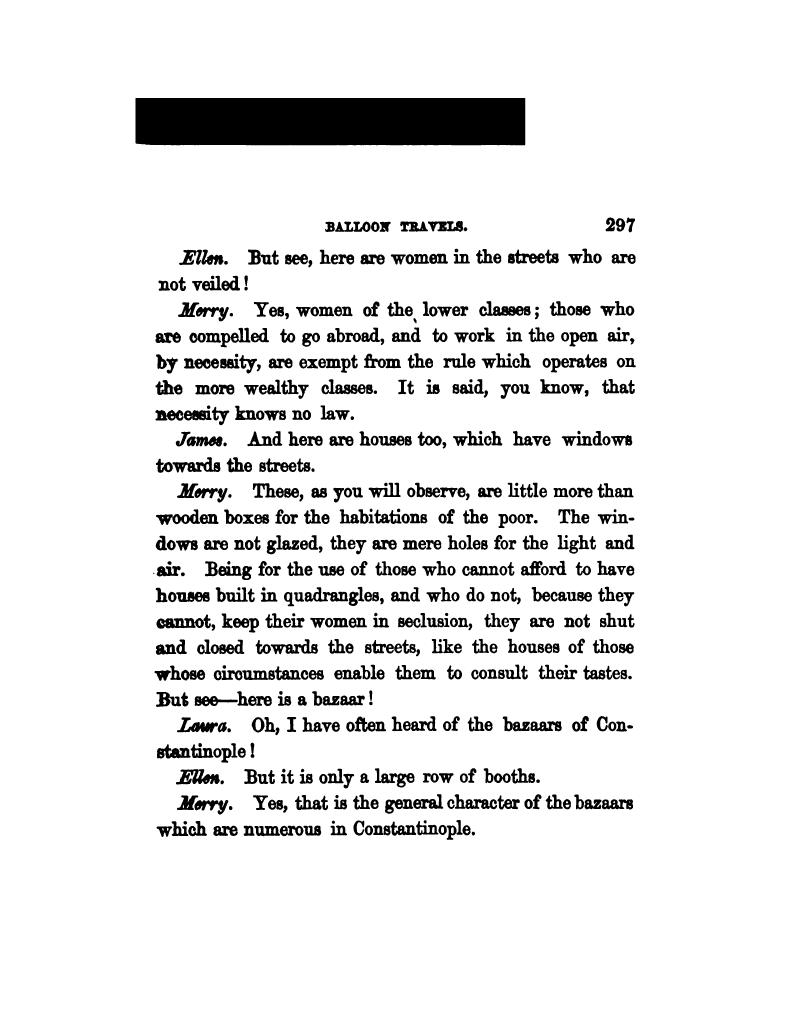 BALLOON TRAVELS. 297
Ellen. But see, here are women in the streets who are
not veiled!
Merry. Yes, women of the lower classes; those who
are compelled to go abroad, and to work in the open air,
by necessity, are exempt from the rule which operates on
the more wealthy classes. It is said, you know, that
necessity knows no law.
James. And here are houses too, which have windows
towards the streets.
Merry. These, as you will observe, are little more than
wooden boxes for the habitations of the poor. The win-
dows are not glazed, they are mere holes for the light and
air. Being for the use of those who cannot afford to have
houses built in quadrangles, and who do not, because they
cannot, keep their women in seclusion, they are not shut
and closed towards the streets, like the houses of those
whose circumstances enable them to consult their tastes.
But see—here is a bazaar!
Laura. Oh, I have often heard of the bazaars of Con-
stantinople!
Ellen. But it is only a large row of booths.
Merry. Yes, that is the general character of the bazaars
which are numerous in Constantinople.